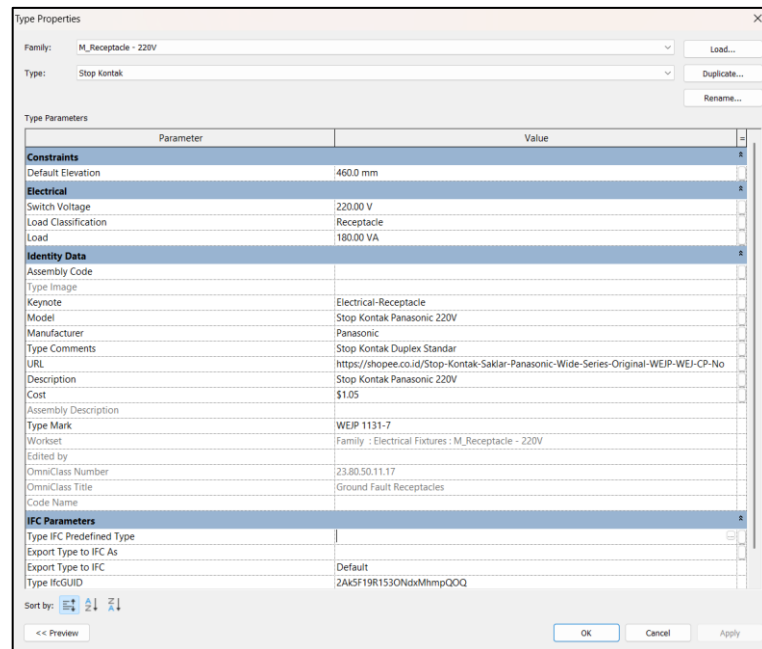 Type Properties
Family: M_Receptacle - 220V Load...
Type: Stop Kontak Duplicate...
Rename...
Type Parameters
Parameter Value =
Constraints
Default Elevation 460.0 mm
Electrical
Switch Voltage 220.00 V
Load Classification Receptacle
Load 180.00 VA
Identity Data
Assembly Code
Type Image
Keynote Electrical-Receptacle
Model Stop Kontak Panasonic 220V
Manufacturer Panasonic
Type Comments Stop Kontak Duplex Standar
URL https://shopee.co.id/Stop-Kontak-Saklar-Panasonic-Wide-Series-Original-WEJP-WEJ-CP-No
Description Stop Kontak Panasonic 220V
Cost $1.05
Assembly Description
Type Mark WEJP 1131-7
Workset Family : Electrical Fixtures : M_Receptacle - 220V
Edited by
OmniClass Number 23.80.50.11.17
OmniClass Title Ground Fault Receptacles
Code Name
IFC Parameters
Type IFC Predefined Type
Export Type to IFC As
Export Type to IFC Default
Type IfcGUID 2Ak5F19R153ONdxMhmpQOQ
Sort by:
<< Preview OK Cancel Apply